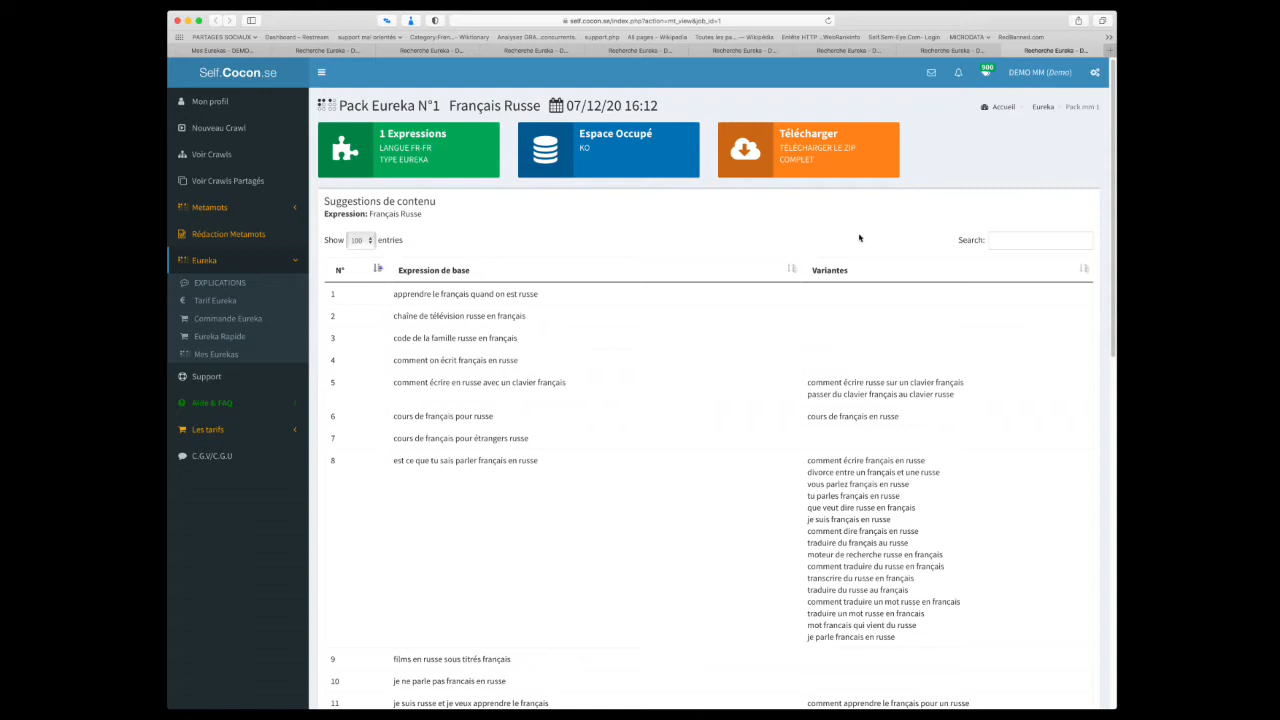 self.cocon.se/index.php?action=mt_view&job_id=1
PARTAGES SOCIAUX
Dashboard – Restream
support mal orientés
Category:Fren... – Wiktionary
Analysez GRA...concurrents.
support.php
All pages - Wikipedia
Toutes les pa... — Wikipédia
Entête HTTP ...WebRankInfo
Self.Sem-Eye.Com- Login
MICRODATA
RedBanned.com
Mes Eurekas - DEMO...
Recherche Eureka - D...
Recherche Eureka - D...
Recherche Eureka - D...
Recherche Eureka - D...
Recherche Eureka - D...
Recherche Eureka - D...
Recherche Eureka - D...
Recherche Eureka - D...
Self.Cocon.se
900
DEMO MM (Demo)
Mon profil
Nouveau Crawl
Voir Crawls
Voir Crawls Partagés
Metamots
Rédaction Metamots
Eureka
EXPLICATIONS
Tarif Eureka
Commande Eureka
Eureka Rapide
Mes Eurekas
Support
Aide & FAQ
Les tarifs
C.G.V/C.G.U
Pack Eureka N°1 Français Russe 07/12/20 16:12
Accueil
Eureka
Pack mm 1
1 Expressions
LANGUE FR-FR
TYPE EUREKA
Espace Occupé
KO
Télécharger
TÉLÉCHARGER LE ZIP
COMPLET
Suggestions de contenu
Expression: Français Russe
Show 100 entries
Search:
N° Expression de base Variantes
1 apprendre le français quand on est russe
2 chaîne de télévision russe en français
3 code de la famille russe en français
4 comment on écrit français en russe
5 comment écrire en russe avec un clavier français comment écrire russe sur un clavier français
passer du clavier français au clavier russe
6 cours de français pour russe cours de français en russe
7 cours de français pour étrangers russe
8 est ce que tu sais parler français en russe comment écrire français en russe
divorce entre un français et une russe
vous parlez français en russe
tu parles français en russe
que veut dire russe en français
je suis français en russe
comment dire français en russe
traduire du français au russe
moteur de recherche russe en français
comment traduire du russe en français
transcrire du russe en français
traduire du russe au français
comment traduire un mot russe en francais
traduire un mot russe en francais
mot francais qui vient du russe
je parle francais en russe
9 films en russe sous titrés français
10 je ne parle pas francais en russe
11 je suis russe et je veux apprendre le français comment apprendre le français pour un russe